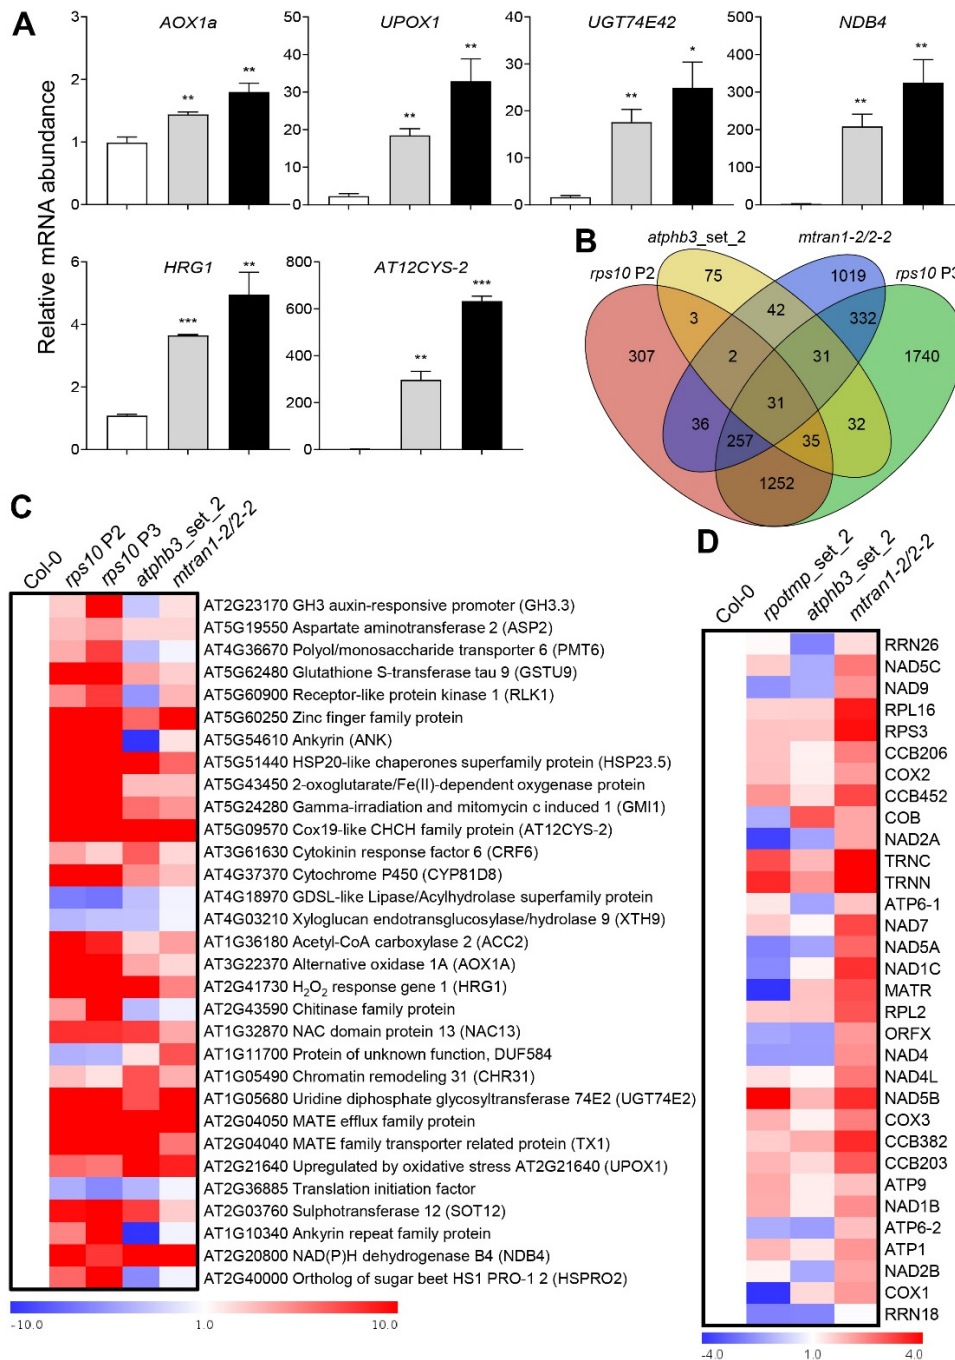 A
AOX1a
UPOX1
UGT74E42
NDB4
Relative mRNA abundance
3
2
1
0
**
**
50
40
30
20
10
0
**
**
40
30
20
10
0
**
*
500
400
300
200
100
0
**
**
HRG1
AT12CYS-2
6
4
2
0
***
**
800
600
400
200
0
**
***
B
atphb3_set_2
mtran1-2/2-2
rps10 P2
rps10 P3
75
1019
3
42
332
307
2
31
1740
31
36
257
35
32
1252
C
Col-0
rps10 P2
rps10 P3
atphb3_set_2
mtran1-2/2-2
AT2G23170 GH3 auxin-responsive promoter (GH3.3)
AT5G19550 Aspartate aminotransferase 2 (ASP2)
AT4G36670 Polyol/monosaccharide transporter 6 (PMT6)
AT5G62480 Glutathione S-transferase tau 9 (GSTU9)
AT5G60900 Receptor-like protein kinase 1 (RLK1)
AT5G60250 Zinc finger family protein
AT5G54610 Ankyrin (ANK)
AT5G51440 HSP20-like chaperones superfamily protein (HSP23.5)
AT5G43450 2-oxoglutarate/Fe(II)-dependent oxygenase protein
AT5G24280 Gamma-irradiation and mitomycin c induced 1 (GMI1)
AT5G09570 Cox19-like CHCH family protein (AT12CYS-2)
AT3G61630 Cytokinin response factor 6 (CRF6)
AT4G37370 Cytochrome P450 (CYP81D8)
AT4G18970 GDSL-like Lipase/Acylhydrolase superfamily protein
AT4G03210 Xyloglucan endotransglucosylase/hydrolase 9 (XTH9)
AT1G36180 Acetyl-CoA carboxylase 2 (ACC2)
AT3G22370 Alternative oxidase 1A (AOX1A)
AT2G41730 H₂O₂ response gene 1 (HRG1)
AT2G43590 Chitinase family protein
AT1G32870 NAC domain protein 13 (NAC13)
AT1G11700 Protein of unknown function, DUF584
AT1G05490 Chromatin remodeling 31 (CHR31)
AT1G05680 Uridine diphosphate glycosyltransferase 74E2 (UGT74E2)
AT2G04050 MATE efflux family protein
AT2G04040 MATE family transporter related protein (TX1)
AT2G21640 Upregulated by oxidative stress AT2G21640 (UPOX1)
AT2G36885 Translation initiation factor
AT2G03760 Sulphotransferase 12 (SOT12)
AT1G10340 Ankyrin repeat family protein
AT2G20800 NAD(P)H dehydrogenase B4 (NDB4)
AT2G40000 Ortholog of sugar beet HS1 PRO-1 2 (HSPRO2)
-10.0
1.0
10.0
D
Col-0
rpotmp_set_2
atphb3_set_2
mtran1-2/2-2
RRN26
NAD5C
NAD9
RPL16
RPS3
CCB206
COX2
CCB452
COB
NAD2A
TRNC
TRNN
ATP6-1
NAD7
NAD5A
NAD1C
MATR
RPL2
ORFX
NAD4
NAD4L
NAD5B
COX3
CCB382
CCB203
ATP9
NAD1B
ATP6-2
ATP1
NAD2B
COX1
RRN18
-4.0
1.0
4.0